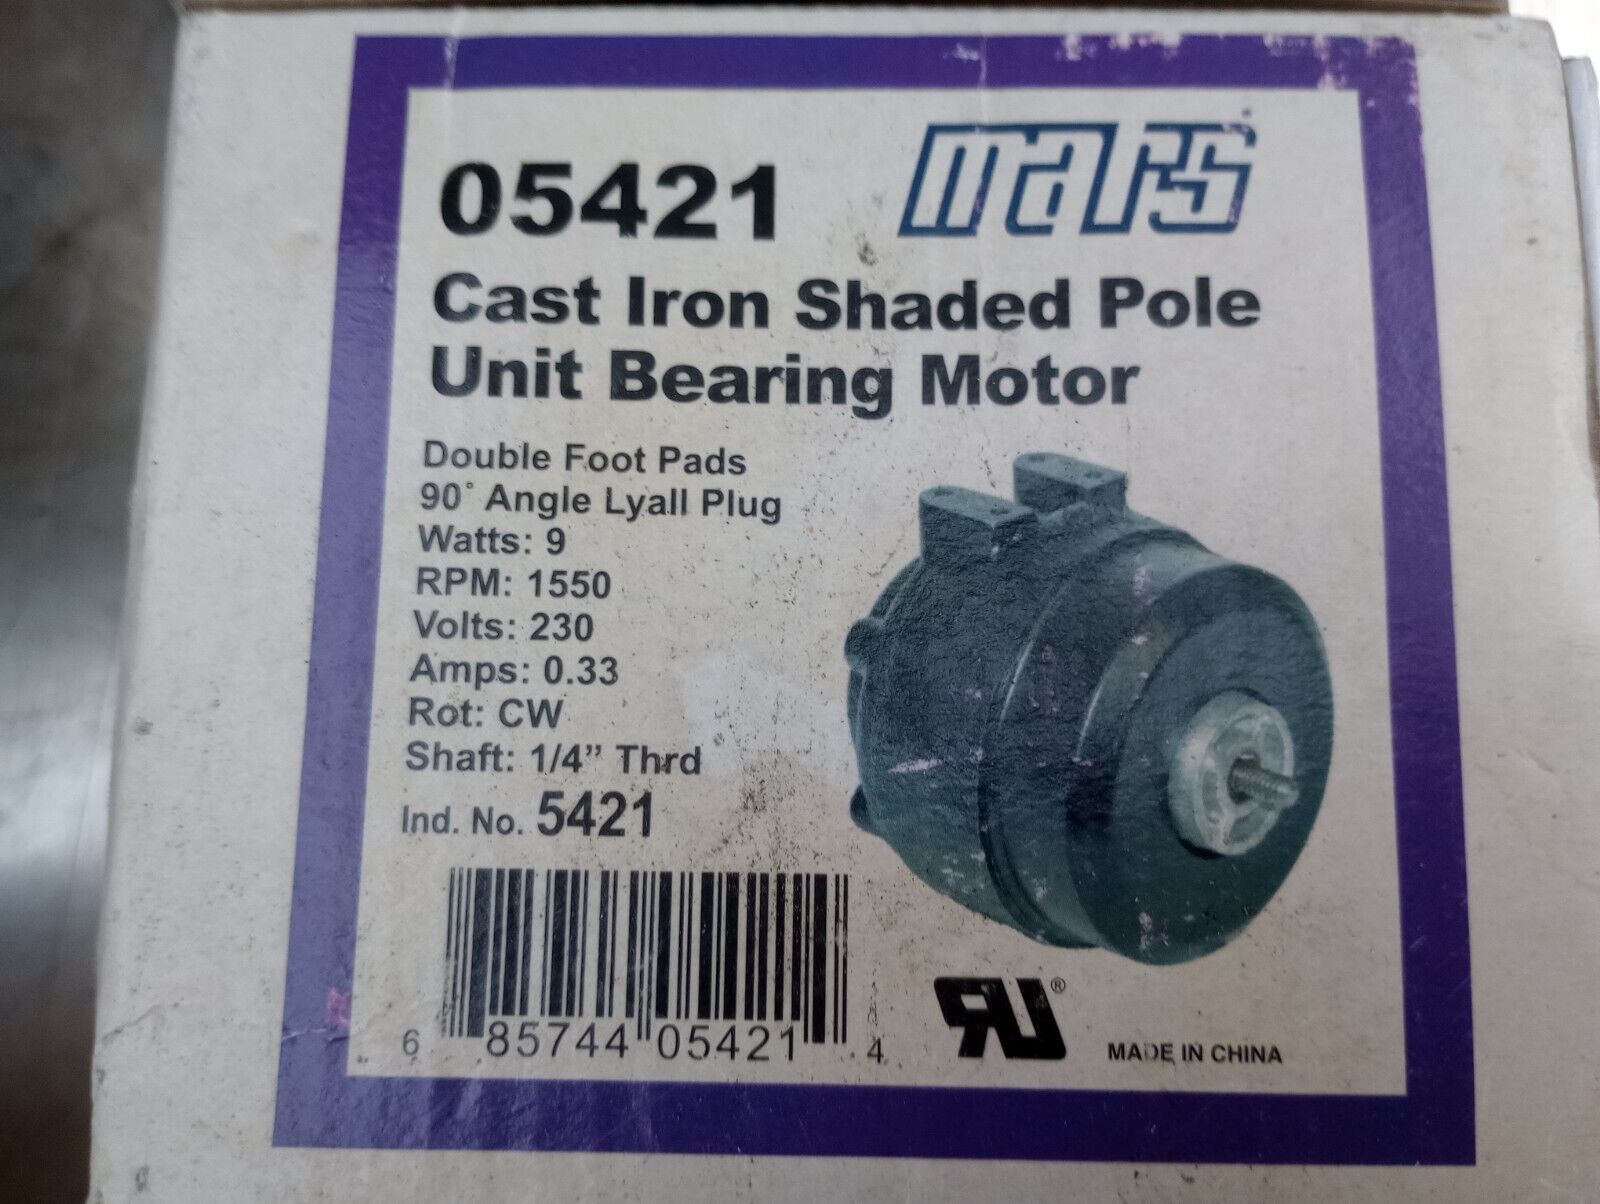 05421 mars
Cast Iron Shaded Pole
Unit Bearing Motor
Double Foot Pads
90° Angle Lyall Plug
Watts: 9
RPM: 1550
Volts: 230
Amps: 0.33
Rot: CW
Shaft: 1/4” Thrd
Ind. No. 5421
6 85744 05421 4
RU®
MADE IN CHINA